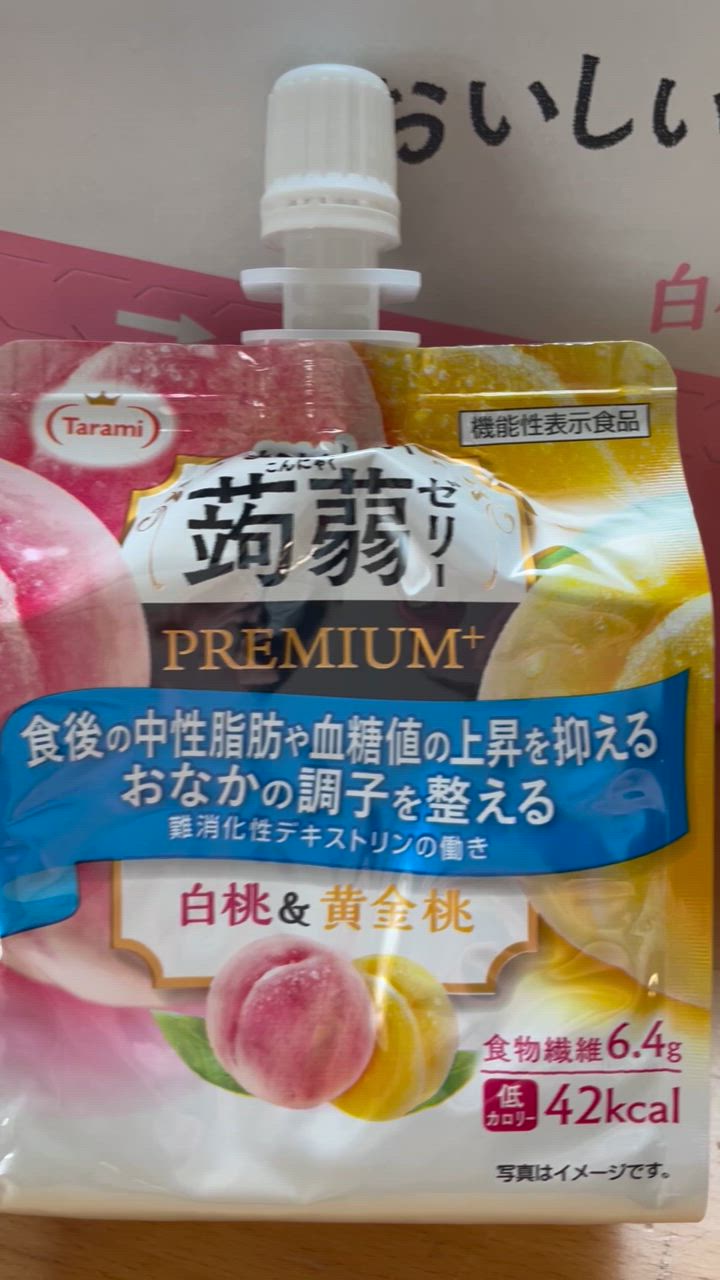 おいしい
白
Tarami
機能性表示食品
こんにゃく
蒟蒻ゼリー
PREMIUM+
食後の中性脂肪や血糖値の上昇を抑える
おなかの調子を整える
難消化性デキストリンの働き
白桃&黄金桃
食物繊維6.4g
低カロリー 42kcal
写真はイメージです。